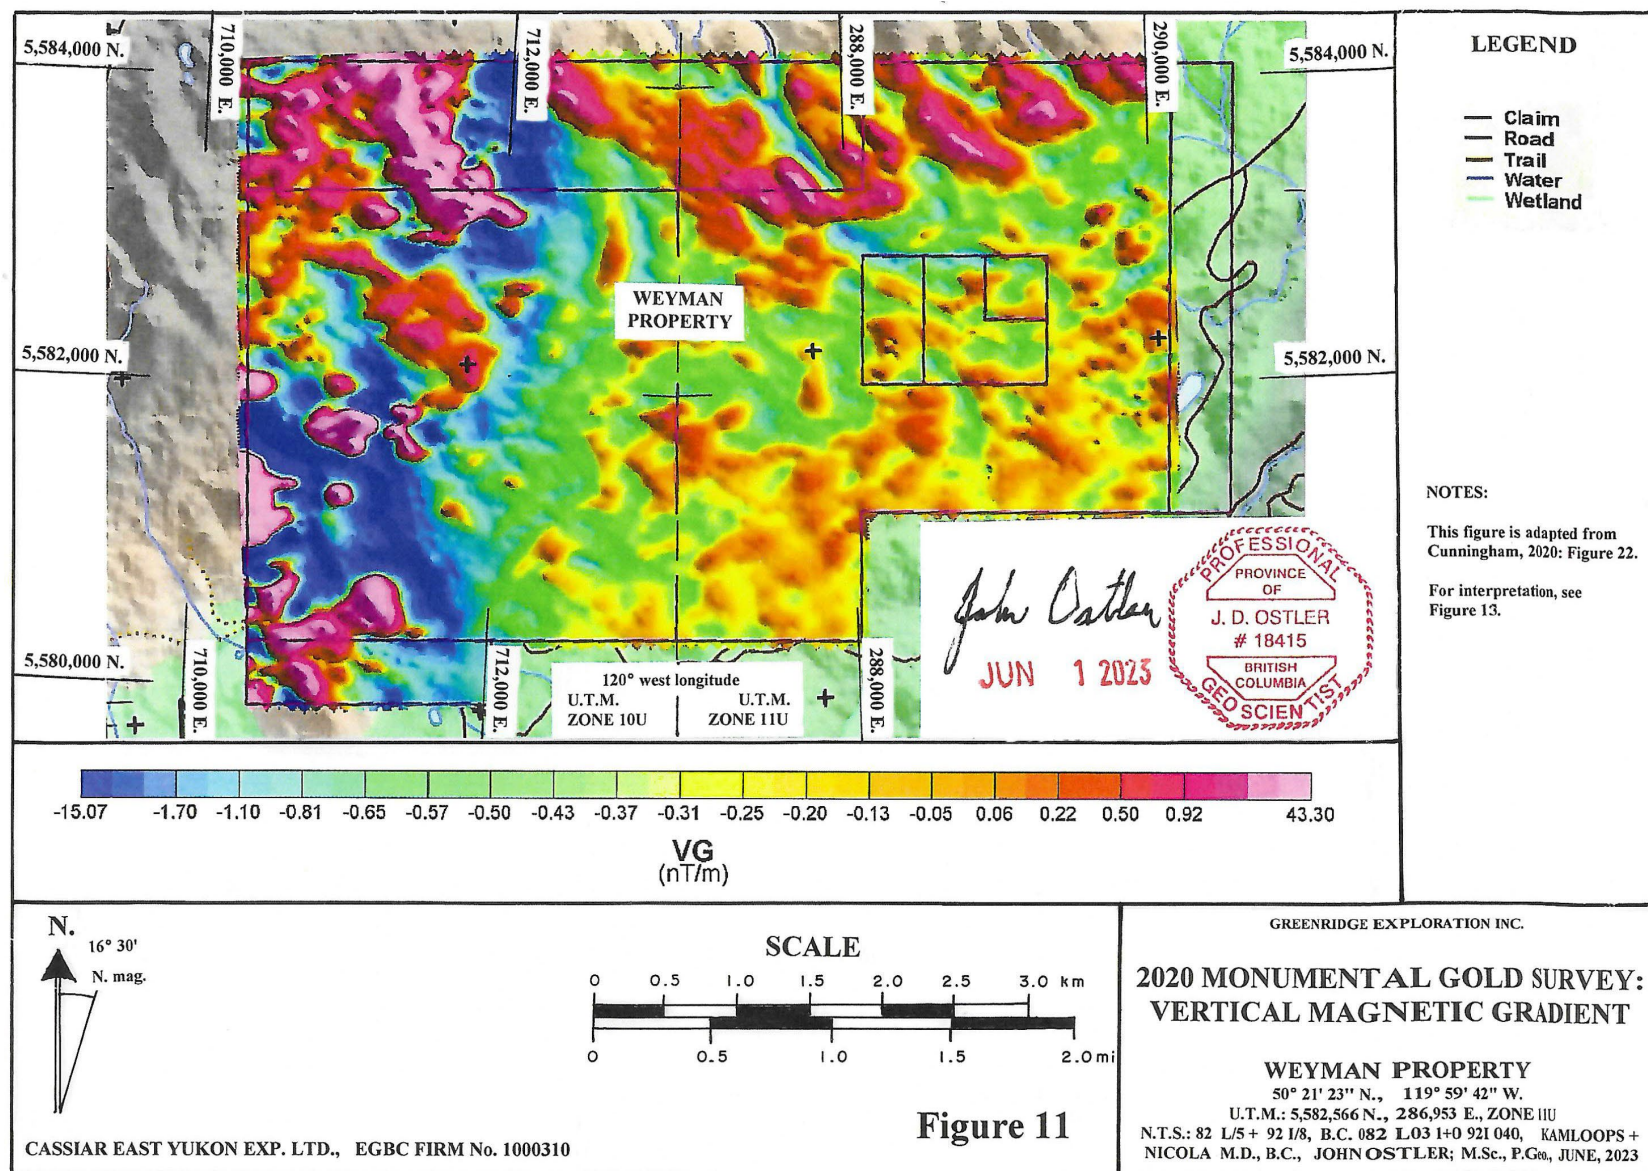 5,584,000 N.
710,000 E.
712,000 E.
288,000 E.
290,000 E.
5,584,000 N.
WEYMAN
PROPERTY
5,582,000 N.
5,582,000 N.
5,580,000 N.
710,000 E.
712,000 E.
288,000 E.
120° west longitude
U.T.M.
ZONE 10U
U.T.M.
ZONE 11U
John Ostler
JUN 1 2023
PROFESSIONAL
PROVINCE
OF
J. D. OSTLER
# 18415
BRITISH
COLUMBIA
GEOSCIENTIST
LEGEND
Claim
Road
Trail
Water
Wetland
NOTES:
This figure is adapted from
Cunningham, 2020: Figure 22.
For interpretation, see
Figure 13.
-15.07 -1.70 -1.10 -0.81 -0.65 -0.57 -0.50 -0.43 -0.37 -0.31 -0.25 -0.20 -0.13 -0.05 0.06 0.22 0.50 0.92 43.30
VG
(nT/m)
N.
16° 30'
N. mag.
SCALE
0 0.5 1.0 1.5 2.0 2.5 3.0 km
0 0.5 1.0 1.5 2.0 mi
Figure 11
CASSIAR EAST YUKON EXP. LTD., EGBC FIRM No. 1000310
GREENRIDGE EXPLORATION INC.
2020 MONUMENTAL GOLD SURVEY:
VERTICAL MAGNETIC GRADIENT
WEYMAN PROPERTY
50° 21' 23" N., 119° 59' 42" W.
U.T.M.: 5,582,566 N., 286,953 E., ZONE 11U
N.T.S.: 82 L/5 + 92 I/8, B.C. 082 L03 1+0 92I 040, KAMLOOPS +
NICOLA M.D., B.C., JOHN OSTLER; M.Sc., P.Geo., JUNE, 2023